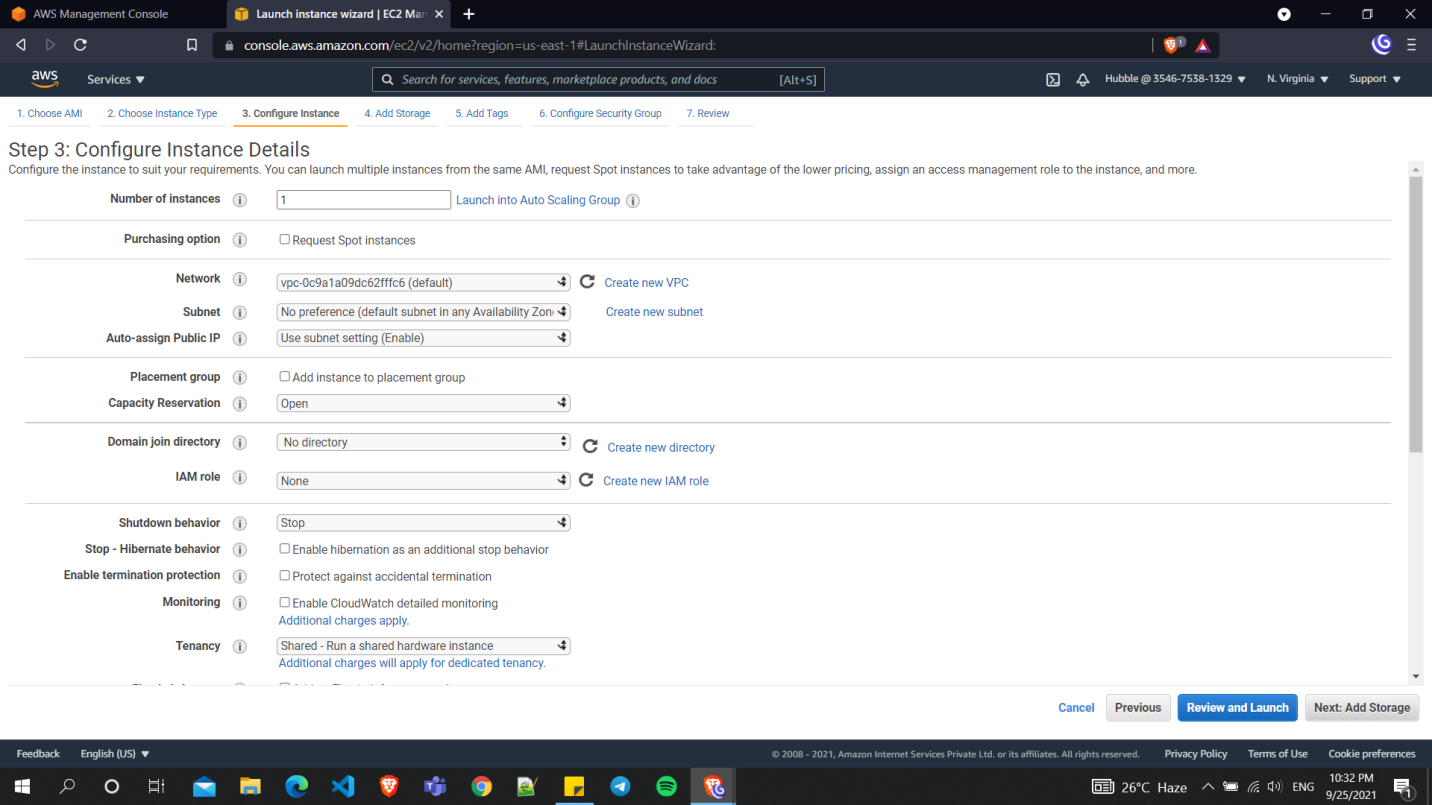 AWS Management Console
Launch instance wizard | EC2 Man
console.aws.amazon.com/ec2/v2/home?region=us-east-1#LaunchInstanceWizard:
1
aws
Services
Search for services, features, marketplace products, and docs
[Alt+S]
Hubble @ 3546-7538-1329
N. Virginia
Support
1. Choose AMI
2. Choose Instance Type
3. Configure Instance
4. Add Storage
5. Add Tags
6. Configure Security Group
7. Review
Step 3: Configure Instance Details
Configure the instance to suit your requirements. You can launch multiple instances from the same AMI, request Spot instances to take advantage of the lower pricing, assign an access management role to the instance, and more.
Number of instances
1
Launch into Auto Scaling Group
Purchasing option
Request Spot instances
Network
vpc-0c9a1a09dc62fffc6 (default)
Create new VPC
Subnet
No preference (default subnet in any Availability Zon
Create new subnet
Auto-assign Public IP
Use subnet setting (Enable)
Placement group
Add instance to placement group
Capacity Reservation
Open
Domain join directory
No directory
Create new directory
IAM role
None
Create new IAM role
Shutdown behavior
Stop
Stop - Hibernate behavior
Enable hibernation as an additional stop behavior
Enable termination protection
Protect against accidental termination
Monitoring
Enable CloudWatch detailed monitoring
Additional charges apply.
Tenancy
Shared - Run a shared hardware instance
Additional charges will apply for dedicated tenancy.
Cancel
Previous
Review and Launch
Next: Add Storage
Feedback
English (US)
© 2008 - 2021, Amazon Internet Services Private Ltd. or its affiliates. All rights reserved.
Privacy Policy
Terms of Use
Cookie preferences
26°C Haze
ENG
10:32 PM
9/25/2021
1